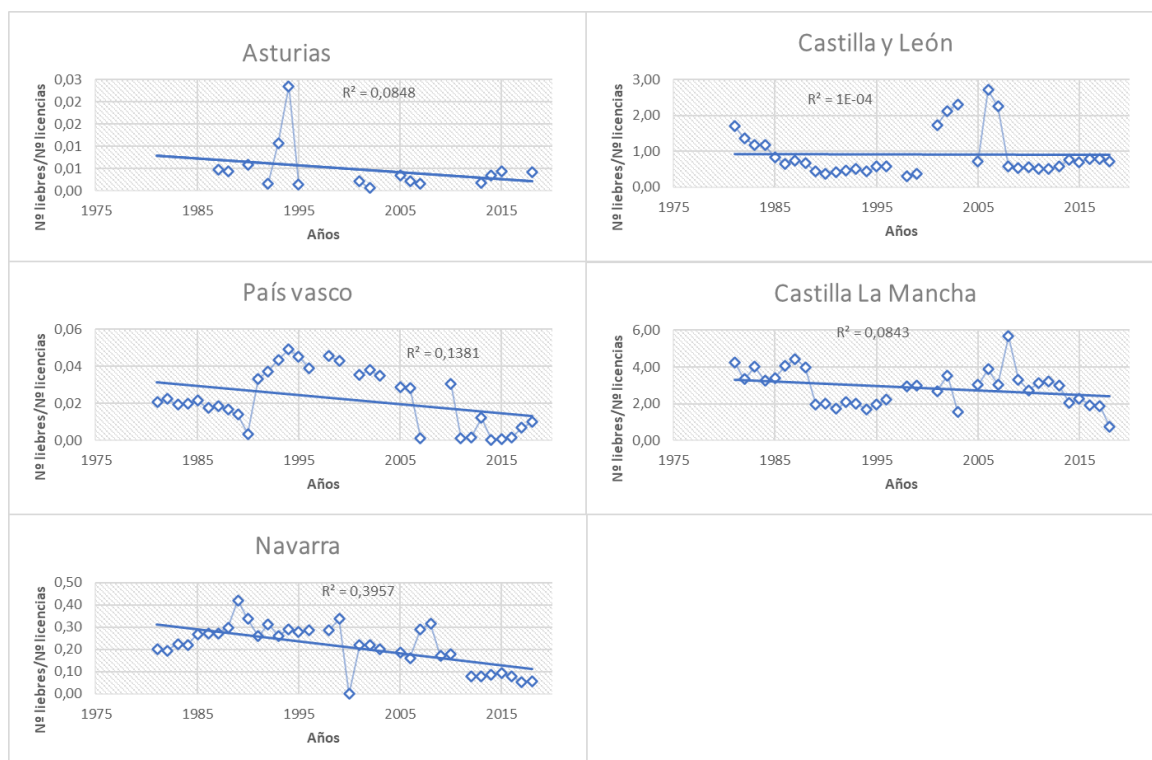 Asturias
R² = 0,0848
Nº liebres/Nº licencias
0,03
0,02
0,02
0,01
0,01
0,00
1975 1985 1995 2005 2015
Años
Castilla y León
R² = 1E-04
Nº liebres/Nº licencias
3,00
2,00
1,00
0,00
1975 1985 1995 2005 2015
Años
País vasco
R² = 0,1381
Nº liebres/Nº licencias
0,06
0,04
0,02
0,00
1975 1985 1995 2005 2015
Años
Castilla La Mancha
R² = 0,0843
Nº liebres/Nº licencias
6,00
4,00
2,00
0,00
1975 1985 1995 2005 2015
Años
Navarra
R² = 0,3957
Nº liebres/Nº licencias
0,50
0,40
0,30
0,20
0,10
0,00
1975 1985 1995 2005 2015
Años